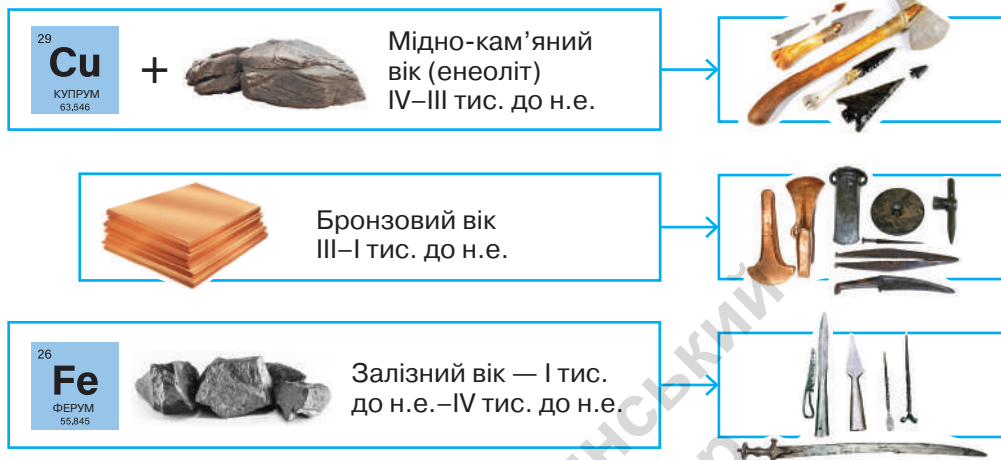 29
Cu
КУПРУМ
63,546
+
Мідно-кам’яний
вік (енеоліт)
IV–III тис. до н.е.
Бронзовий вік
III–I тис. до н.е.
26
Fe
ФЕРУМ
55,845
Залізний вік — I тис.
до н.е.–IV тис. до н.е.